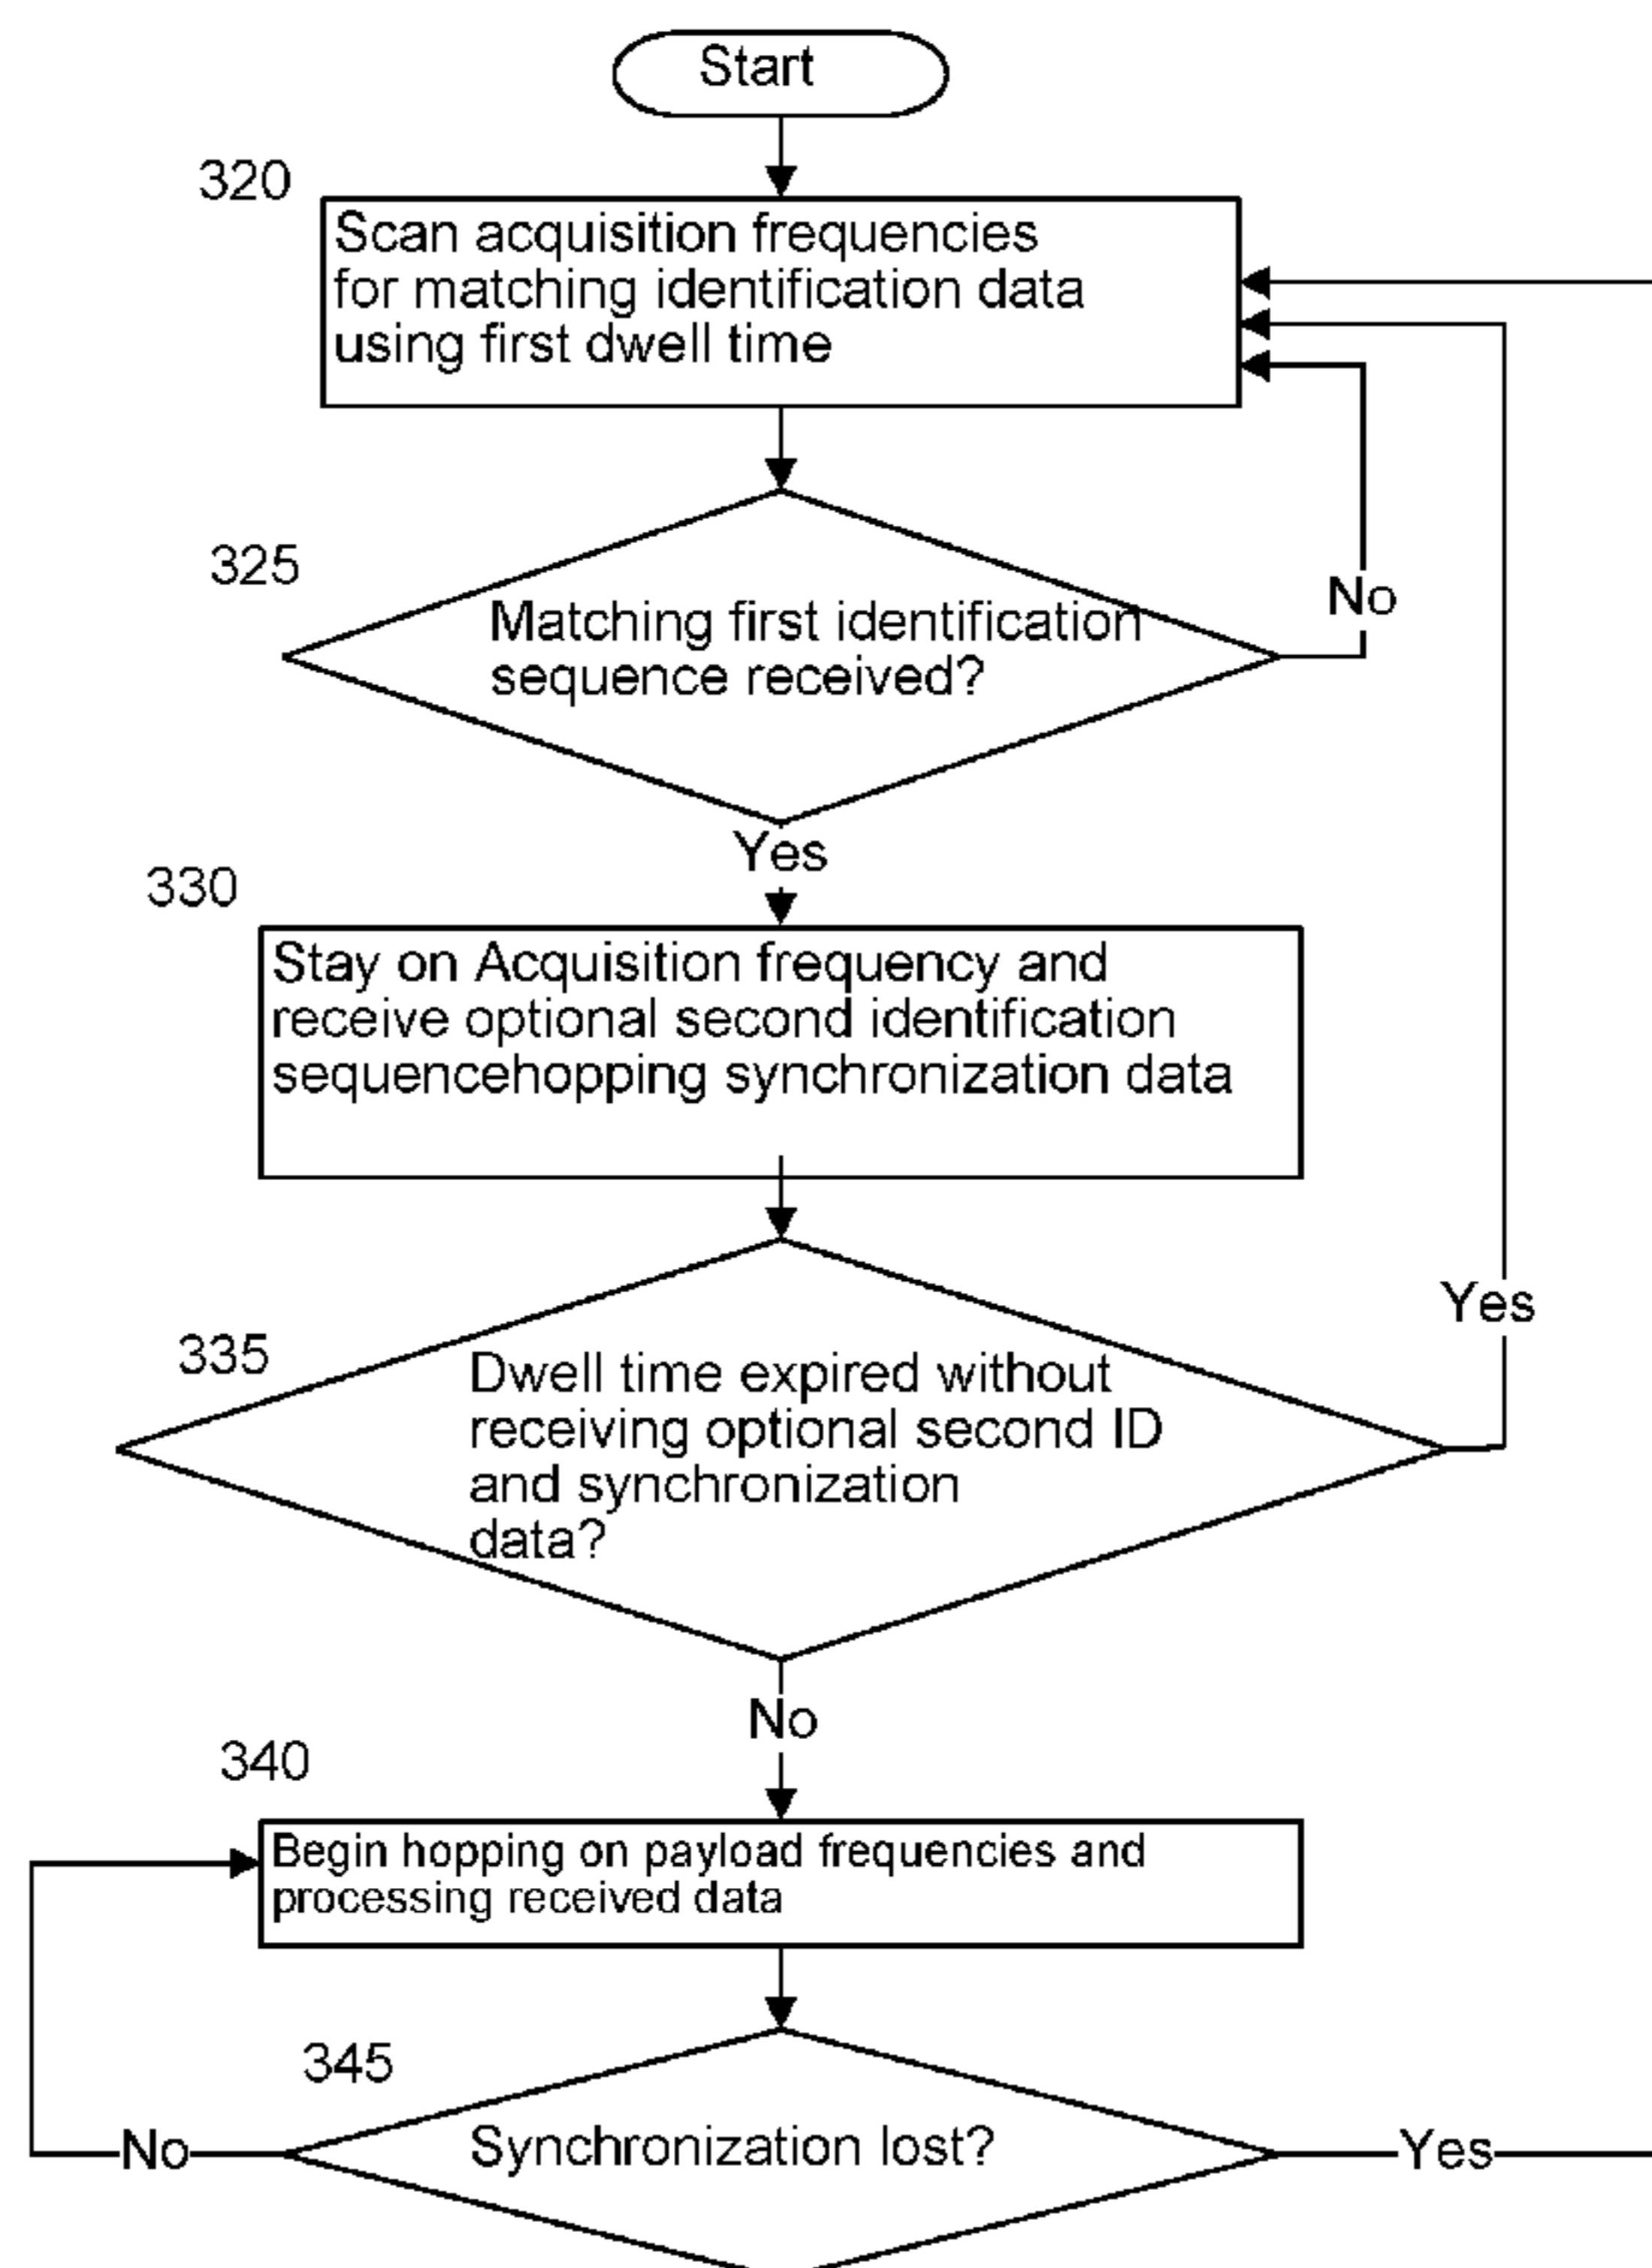 Start
320
Scan acquisition frequencies
for matching identification data
using first dwell time
325
Matching first identification
sequence received?
No
Yes
330
Stay on Acquisition frequency and
receive optional second identification
sequencehopping synchronization data
Yes
335
Dwell time expired without
receiving optional second ID
and synchronization
data?
No
340
Begin hopping on payload frequencies and
processing received data
345
No
Synchronization lost?
Yes